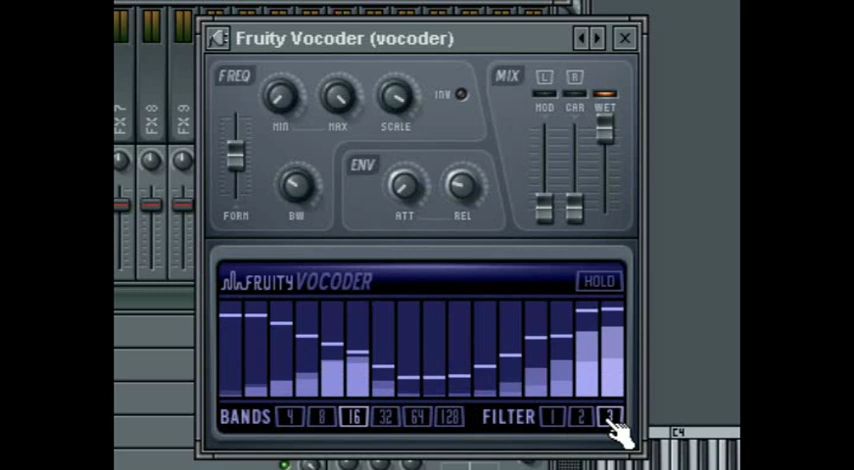 Fruity Vocoder (vocoder)
FREQ
MIX
L R
INV
MIN MAX SCALE
MOD CAR WET
ENV
FORM BW ATT REL
FX 7
FX 8
FX 9
FRUITY VOCODER
HOLD
BANDS 4 8 16 32 64 128 FILTER 1 2 3
C4